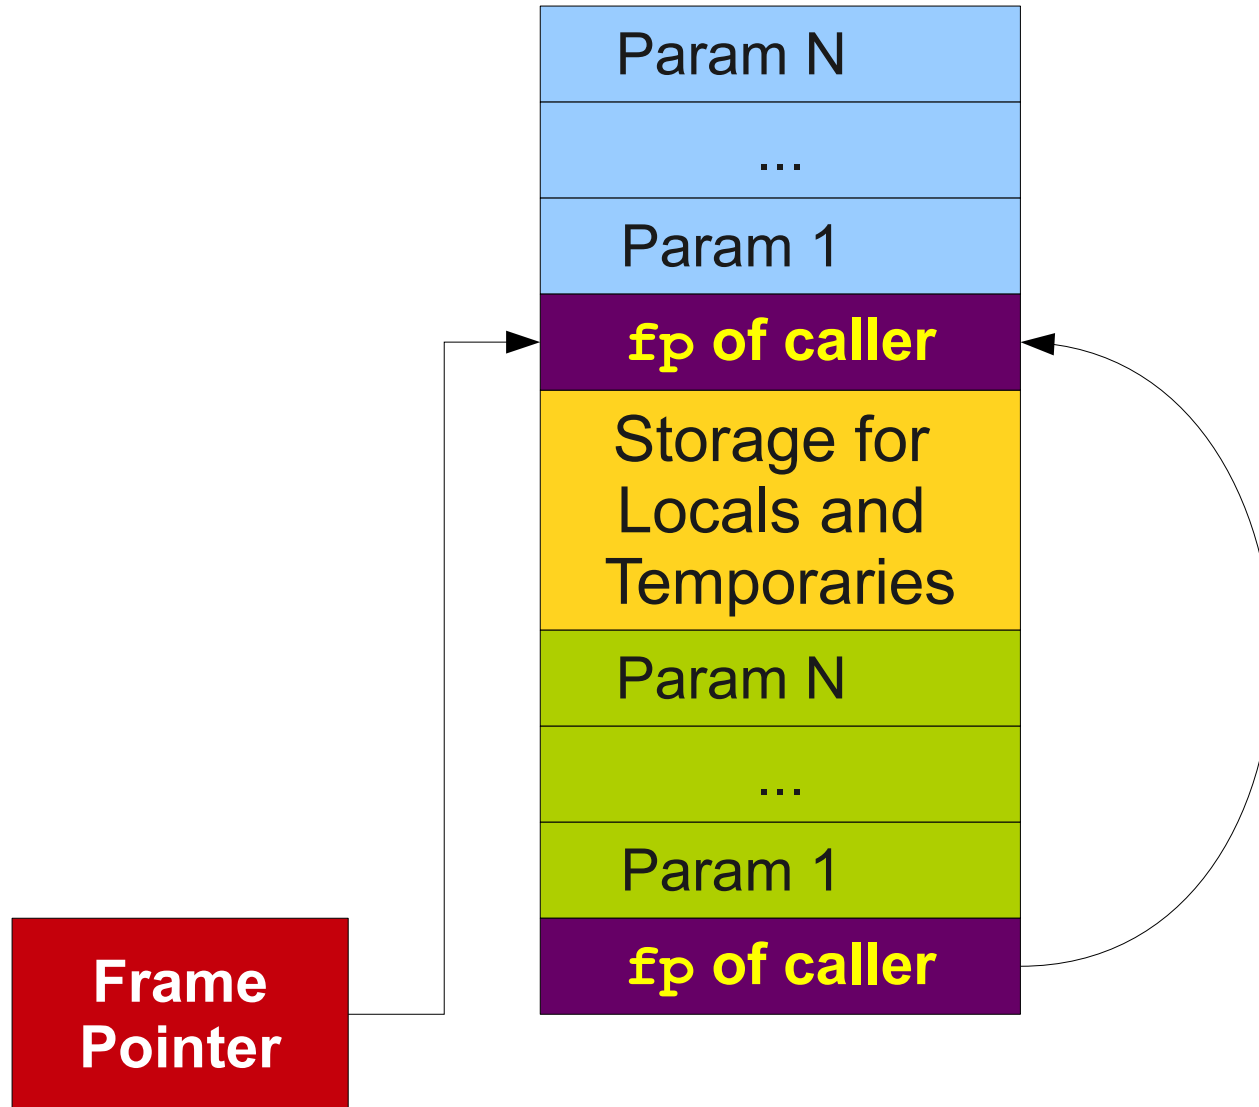 Param N
...
Param 1
fp of caller
Storage for
Locals and
Temporaries
Param N
...
Param 1
fp of caller
Frame
Pointer